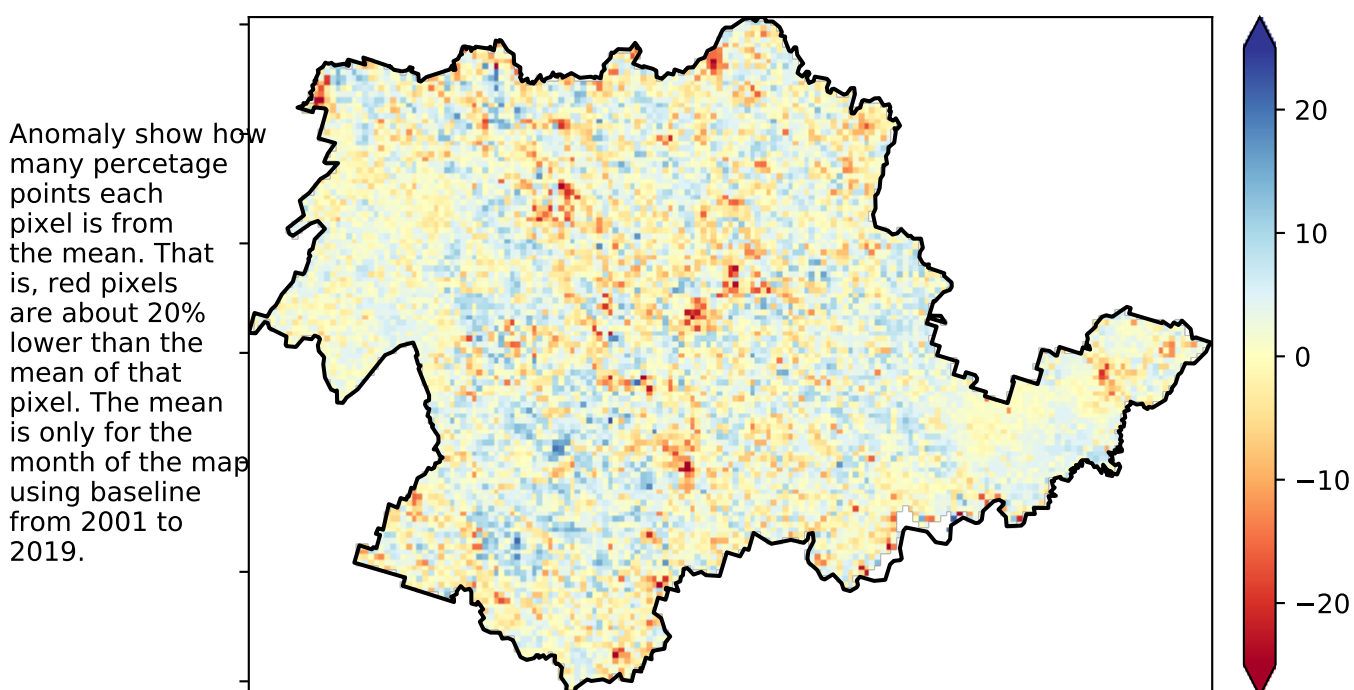 Anomaly show how
many percetage
points each
pixel is from
the mean. That
is, red pixels
are about 20%
lower than the
mean of that
pixel. The mean
is only for the
month of the map
using baseline
from 2001 to
2019.
20
10
0
−10
−20